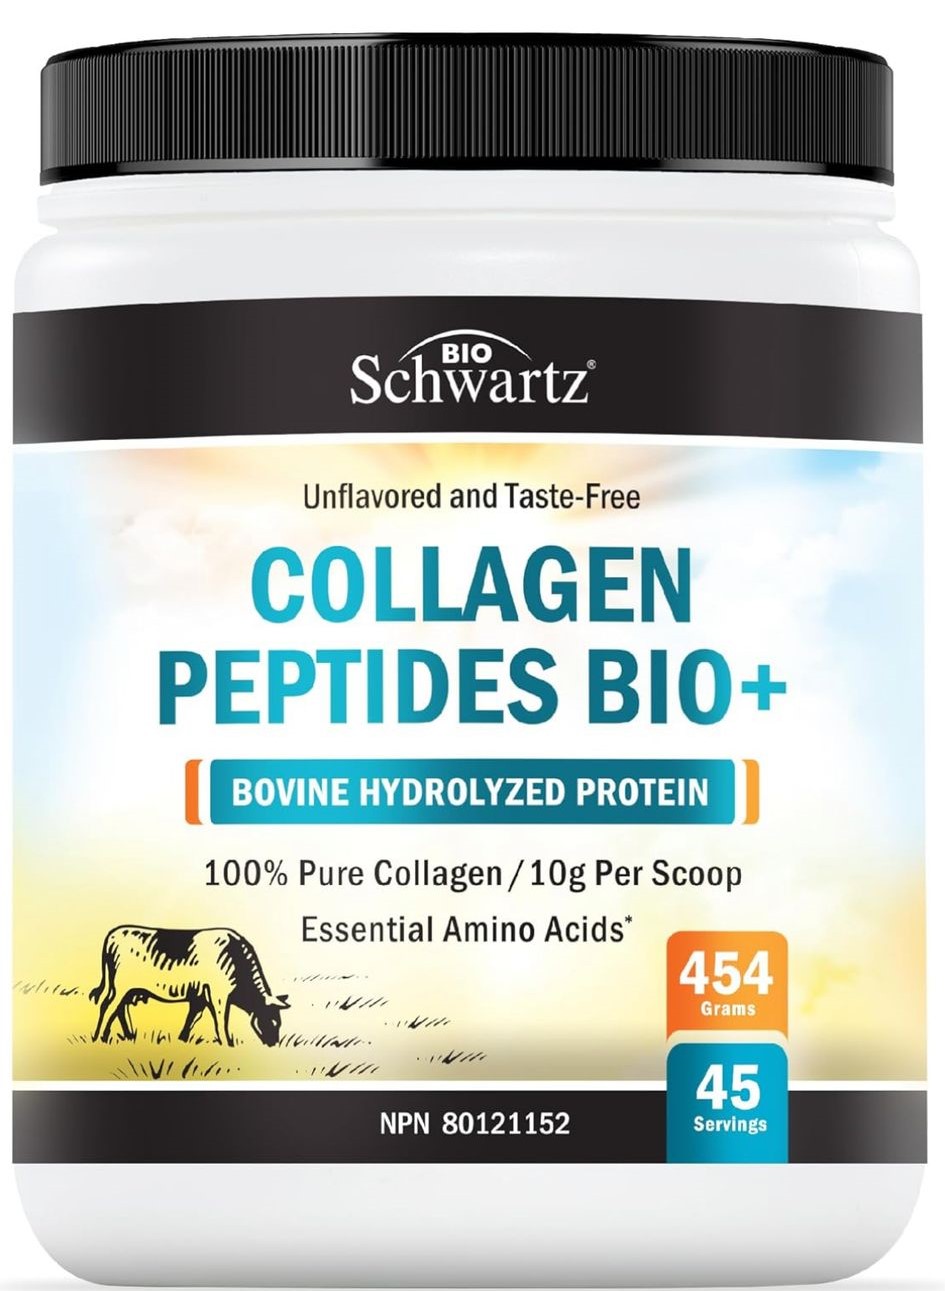 BIO
Schwartz®
Unflavored and Taste-Free
COLLAGEN
PEPTIDES BIO+
BOVINE HYDROLYZED PROTEIN
100% Pure Collagen / 10g Per Scoop
Essential Amino Acids*
454
Grams
45
Servings
NPN 80121152